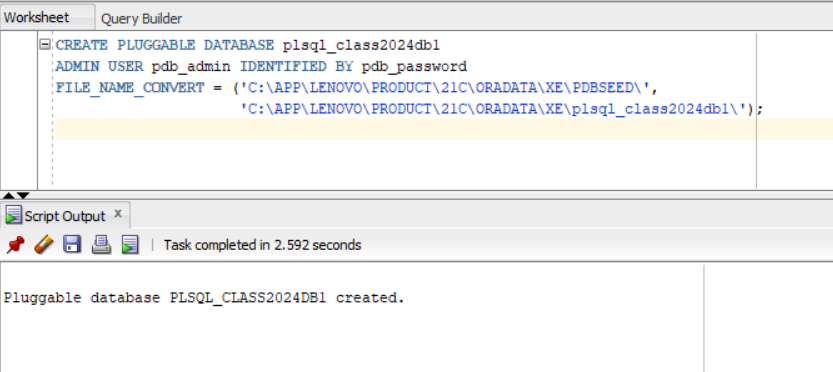 Worksheet Query Builder
CREATE PLUGGABLE DATABASE plsql_class2024db1
ADMIN USER pdb_admin IDENTIFIED BY pdb_password
FILE_NAME_CONVERT = ('C:\APP\LENOVO\PRODUCT\21C\ORADATA\XE\PDBSEED\',
'C:\APP\LENOVO\PRODUCT\21C\ORADATA\XE\plsql_class2024db1\');
Script Output x
Task completed in 2.592 seconds
Pluggable database PLSQL_CLASS2024DB1 created.